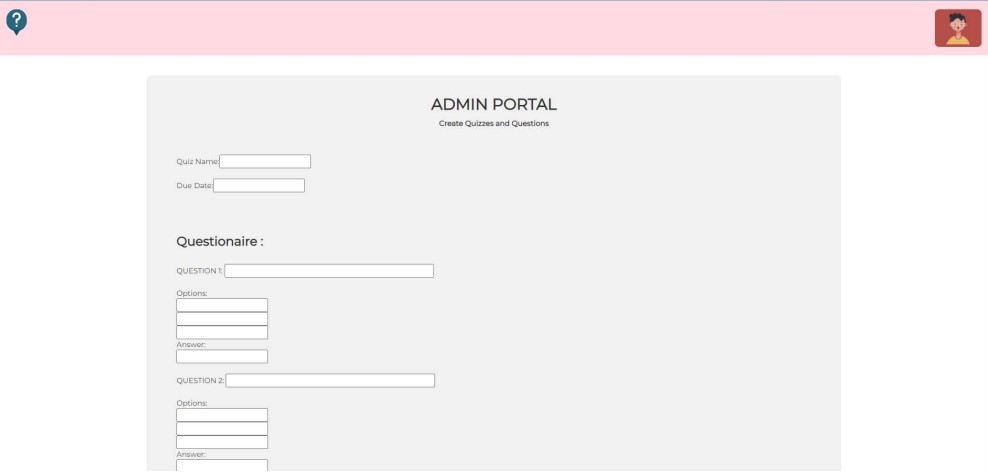 ?
ADMIN PORTAL
Create Quizzes and Questions
Quiz Name:
Due Date:
Questionaire :
QUESTION 1:
Options:
Answer:
QUESTION 2:
Options:
Answer: